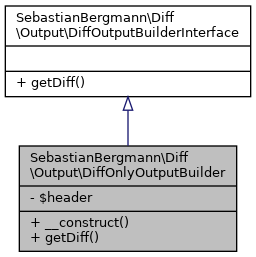 SebastianBergmann\Diff
\Output\DiffOutputBuilderInterface
+ getDiff()
SebastianBergmann\Diff
\Output\DiffOnlyOutputBuilder
- $header
+ __construct()
+ getDiff()